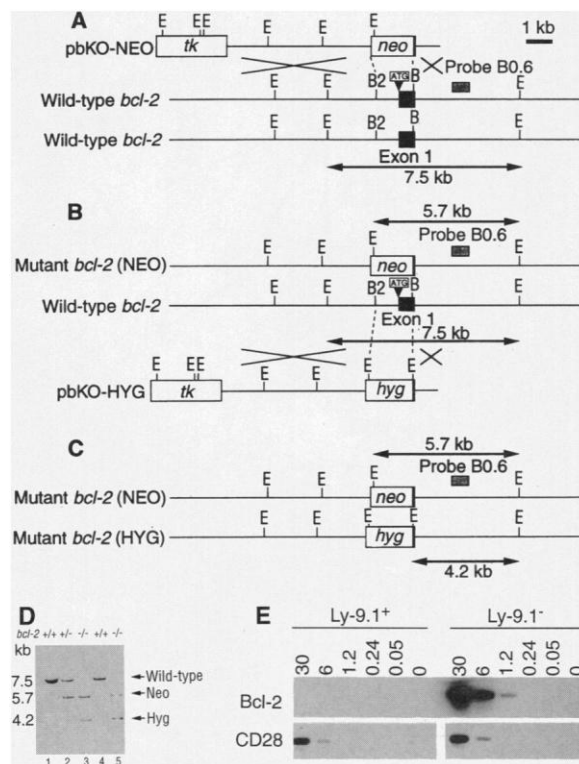 A
E EE E E E 1 kb
pbKO-NEO tk neo
Probe B0.6
E E B2 ATG B E
Wild-type bcl-2
E E B2 B E
Wild-type bcl-2
Exon 1
7.5 kb
B
5.7 kb
E E E Probe B0.6 E
Mutant bcl-2 (NEO) neo
E E B2 ATG B E
Wild-type bcl-2
Exon 1
7.5 kb
E EE E E E E
pbKO-HYG tk hyg
C
5.7 kb
E E E Probe B0.6 E
Mutant bcl-2 (NEO) neo
E E E E E
Mutant bcl-2 (HYG) hyg
4.2 kb
D
bcl-2 +/+ +/- -/- +/+ -/-
kb
7.5 Wild-type
5.7 Neo
4.2 Hyg
1 2 3 4 5
E
Ly-9.1+ Ly-9.1-
30 6 1.2 0.24 0.05 0 30 6 1.2 0.24 0.05 0
Bcl-2
CD28